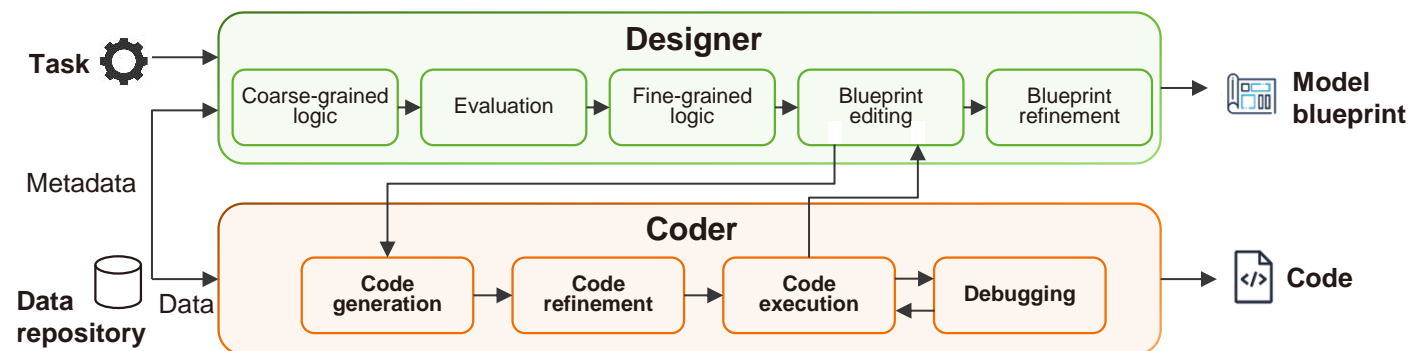 Designer
Task
Coarse-grained
logic
Evaluation
Fine-grained
logic
Blueprint
editing
Blueprint
refinement
Model
blueprint
Metadata
Coder
Code
generation
Code
refinement
Code
execution
Debugging
</>
Code
Data
Data
repository